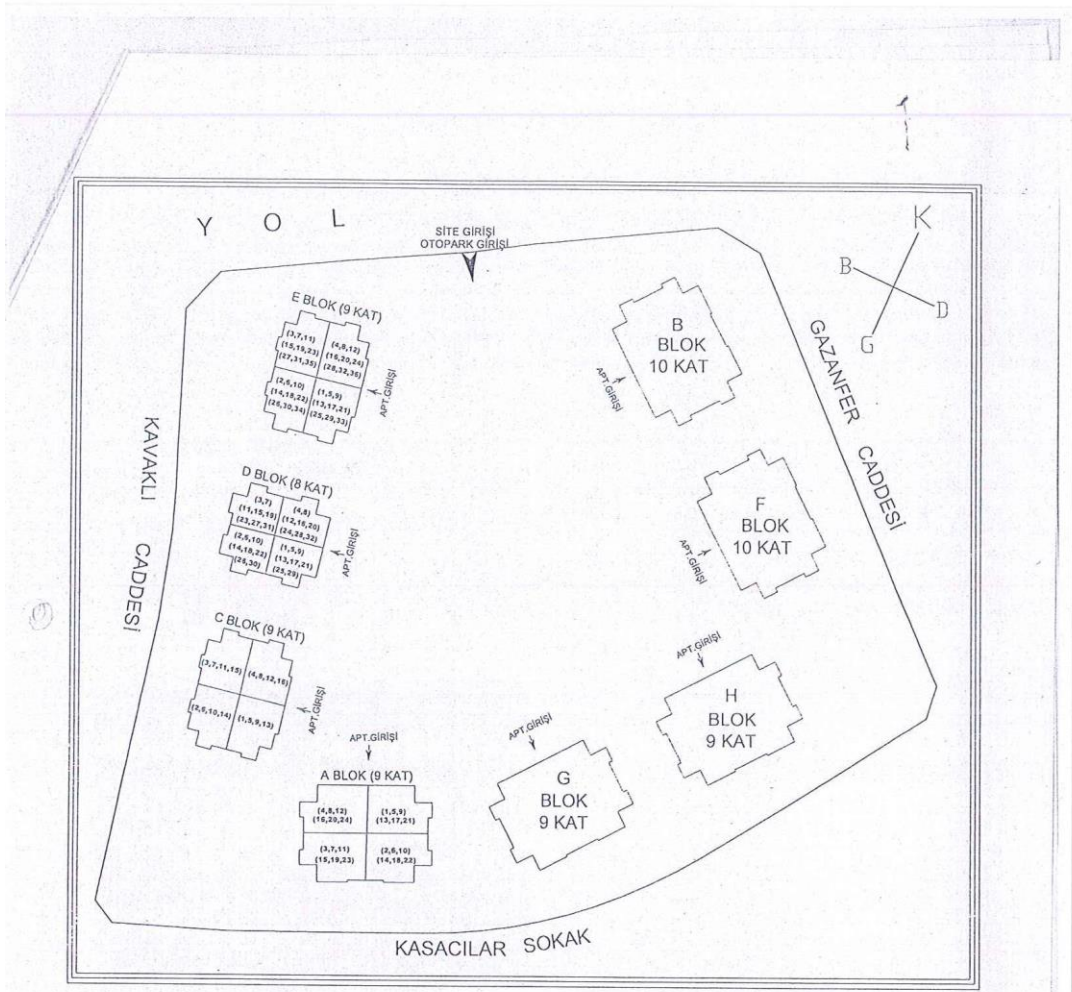 1
Y O L
SİTE GİRİŞİ
OTOPARK GİRİŞİ
K
B
D
G
E BLOK (9 KAT)
(3,7,11)
(15,19,23)
(27,31,35)
(4,8,12)
(16,20,24)
(28,32,36)
(2,6,10)
(14,18,22)
(26,30,34)
(1,5,9)
(13,17,21)
(25,29,33)
APT.GİRİŞİ
B
BLOK
10 KAT
APT.GİRİŞİ
GAZANFER CADDESİ
KAVAKLI CADDESİ
D BLOK (8 KAT)
(3,7)
(11,15,19)
(23,27,31)
(4,8)
(12,16,20)
(24,28,32)
(2,6,10)
(14,18,22)
(26,30)
(1,5,9)
(13,17,21)
(25,29)
APT.GİRİŞİ
F
BLOK
10 KAT
APT.GİRİŞİ
C BLOK (9 KAT)
(3,7,11,15)
(4,8,12,16)
(2,6,10,14)
(1,5,9,13)
APT.GİRİŞİ
APT.GİRİŞİ
H
BLOK
9 KAT
APT.GİRİŞİ
A BLOK (9 KAT)
(4,8,12)
(16,20,24)
(1,5,9)
(13,17,21)
(3,7,11)
(15,19,23)
(2,6,10)
(14,18,22)
APT.GİRİŞİ
G
BLOK
9 KAT
KASACILAR SOKAK